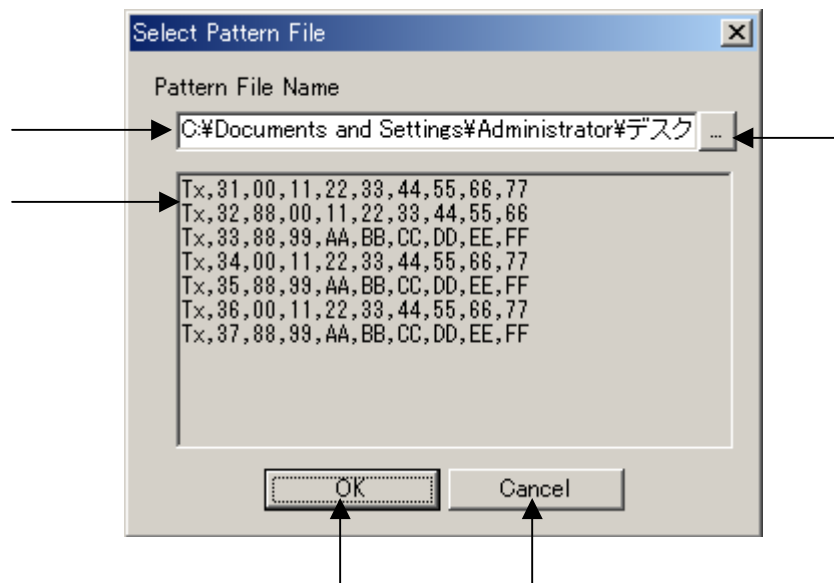 Select Pattern File
Pattern File Name
C:¥Documents and Settings¥Administrator¥デスク ...
Tx,31,00,11,22,33,44,55,66,77
Tx,32,88,00,11,22,33,44,55,66
Tx,33,88,99,AA,BB,CC,DD,EE,FF
Tx,34,00,11,22,33,44,55,66,77
Tx,35,88,99,AA,BB,CC,DD,EE,FF
Tx,36,00,11,22,33,44,55,66,77
Tx,37,88,99,AA,BB,CC,DD,EE,FF
OK Cancel